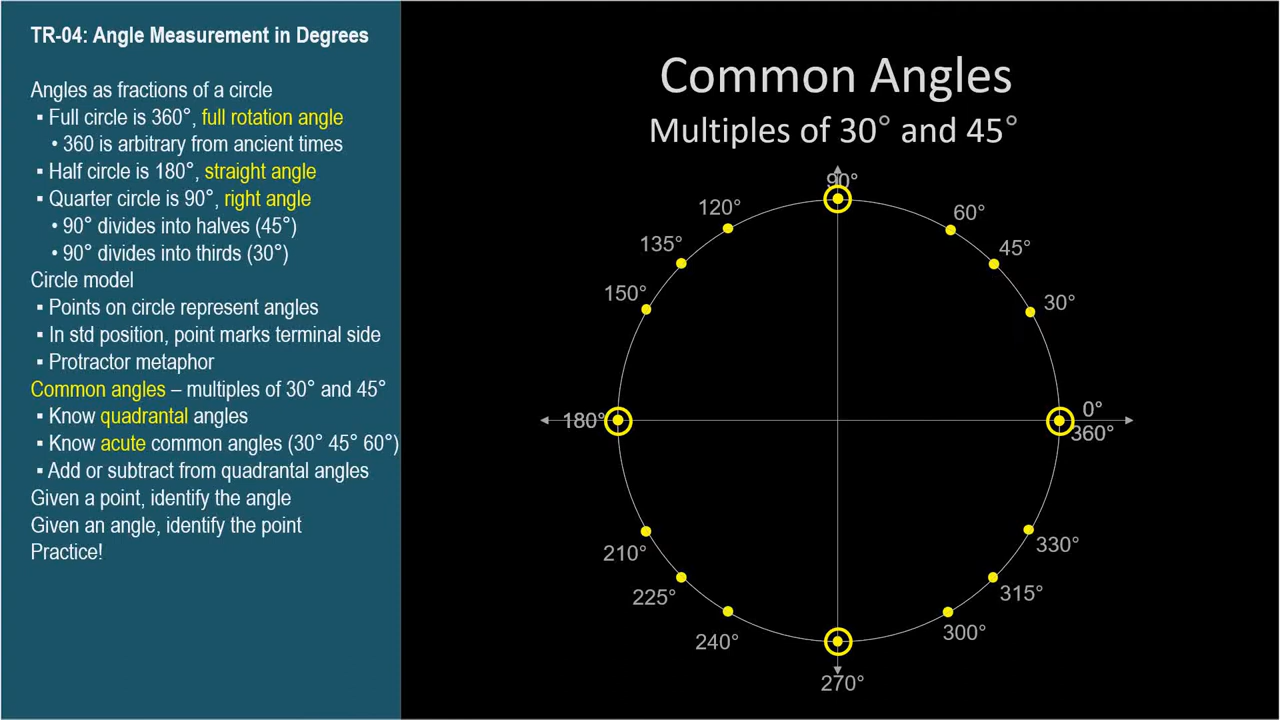 TR-04: Angle Measurement in Degrees
Angles as fractions of a circle
▪ Full circle is 360°, full rotation angle
• 360 is arbitrary from ancient times
▪ Half circle is 180°, straight angle
▪ Quarter circle is 90°, right angle
• 90° divides into halves (45°)
• 90° divides into thirds (30°)
Circle model
▪ Points on circle represent angles
▪ In std position, point marks terminal side
▪ Protractor metaphor
Common angles – multiples of 30° and 45°
▪ Know quadrantal angles
▪ Know acute common angles (30° 45° 60°)
▪ Add or subtract from quadrantal angles
Given a point, identify the angle
Given an angle, identify the point
Practice!
Common Angles
Multiples of 30° and 45°
90°
120°
60°
135°
45°
150°
30°
180°
0°
360°
210°
330°
225°
315°
240°
300°
270°